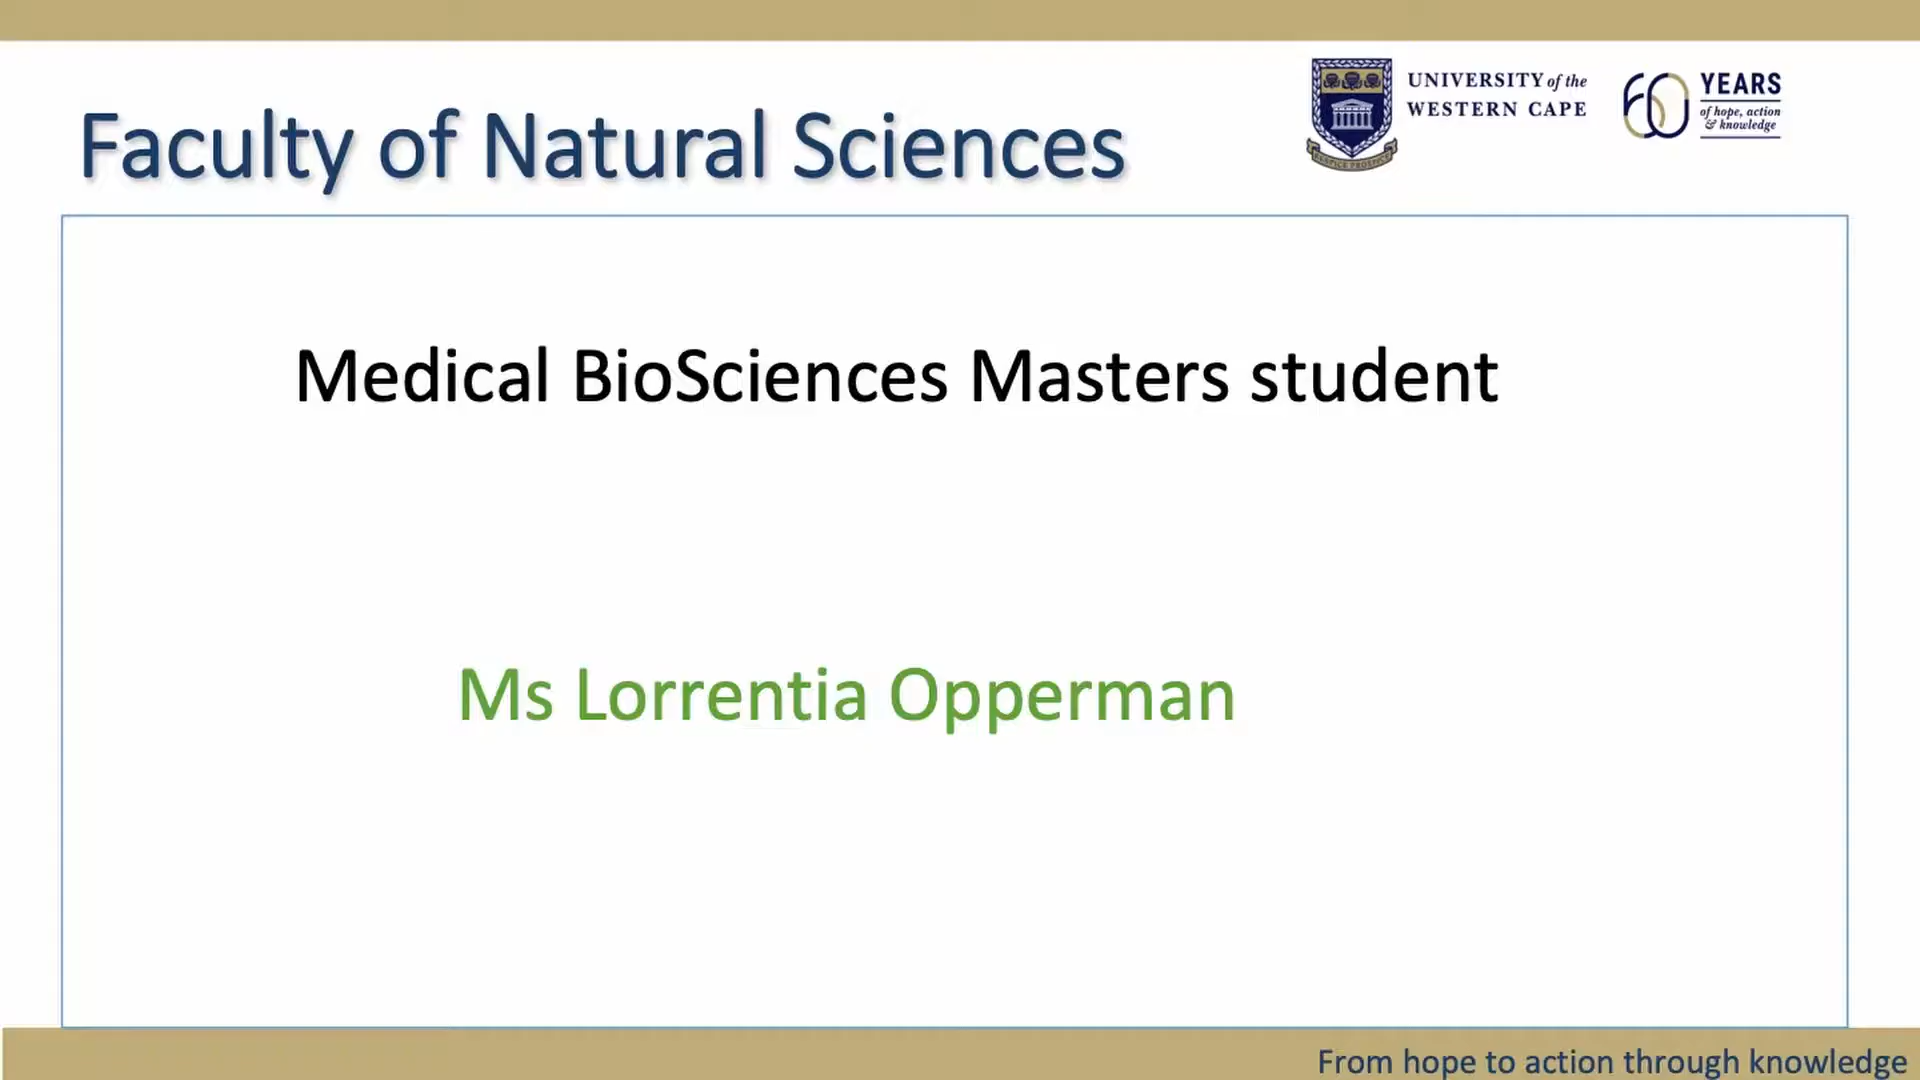 Faculty of Natural Sciences
UNIVERSITY of the
WESTERN CAPE
60 YEARS
of hope, action
& knowledge
Medical BioSciences Masters student
Ms Lorrentia Opperman
From hope to action through knowledge